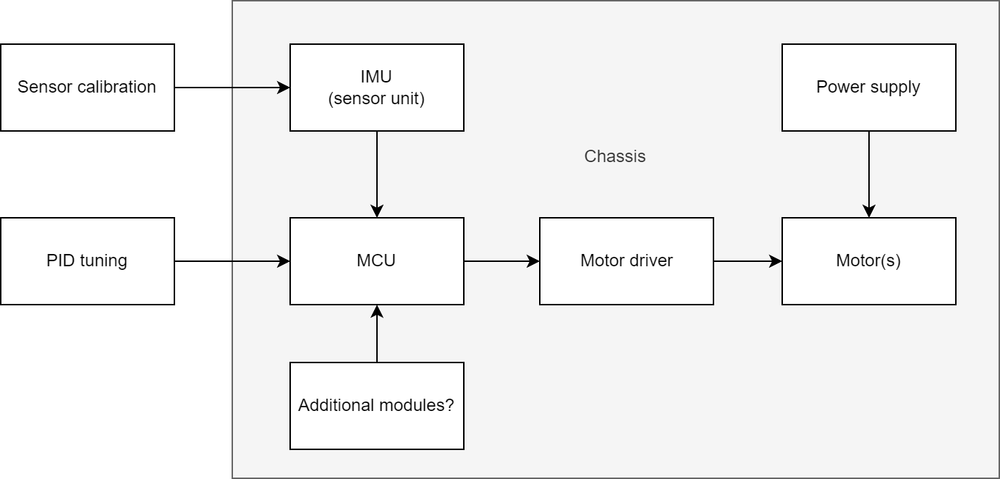 Sensor calibration
IMU
(sensor unit)
Power supply
Chassis
PID tuning
MCU
Motor driver
Motor(s)
Additional modules?